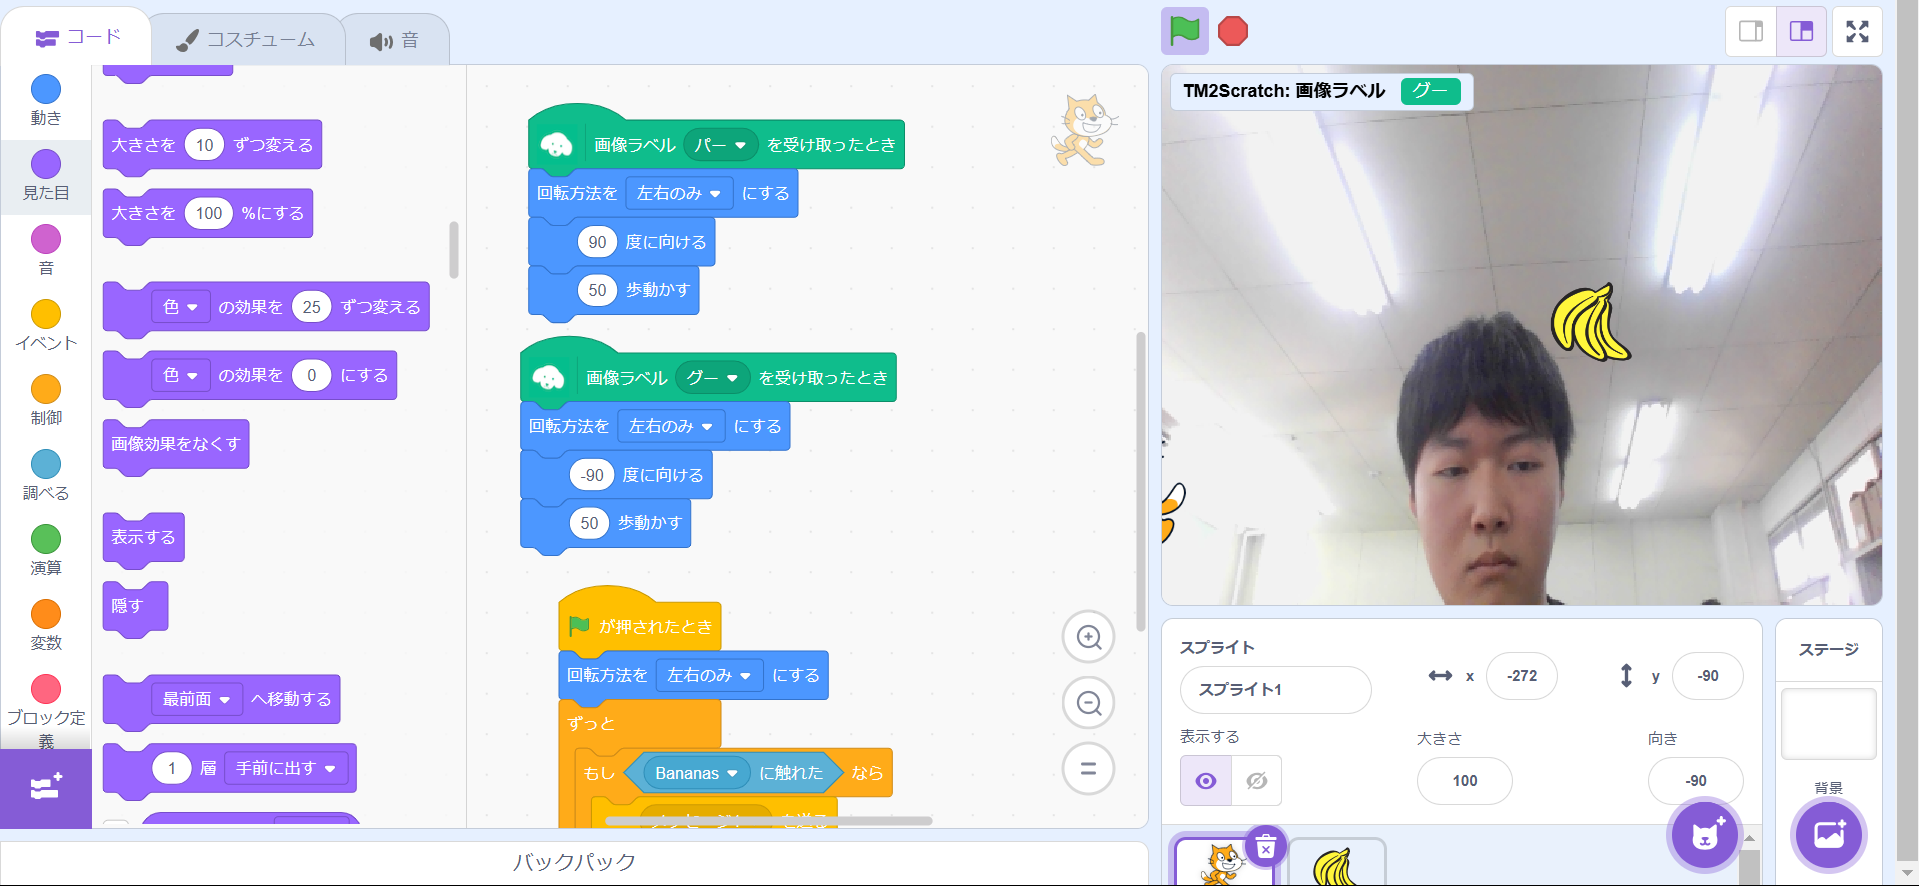 コード
コスチューム
音
動き
見た目
音
イベント
制御
調べる
演算
変数
ブロック定
義
大きさを 10 ずつ変える
大きさを 100 %にする
色 の効果を 25 ずつ変える
色 の効果を 0 にする
画像効果をなくす
表示する
隠す
最前面 へ移動する
1 層 手前に出す
画像ラベル パー を受け取ったとき
回転方法を 左右のみ にする
90 度に向ける
50 歩動かす
画像ラベル グー を受け取ったとき
回転方法を 左右のみ にする
-90 度に向ける
50 歩動かす
が押されたとき
回転方法を 左右のみ にする
ずっと
もし Bananas に触れた なら
バックパック
TM2Scratch: 画像ラベル グー
スプライト
スプライト1
x -272
y -90
表示する
大きさ
100
向き
-90
ステージ
背景